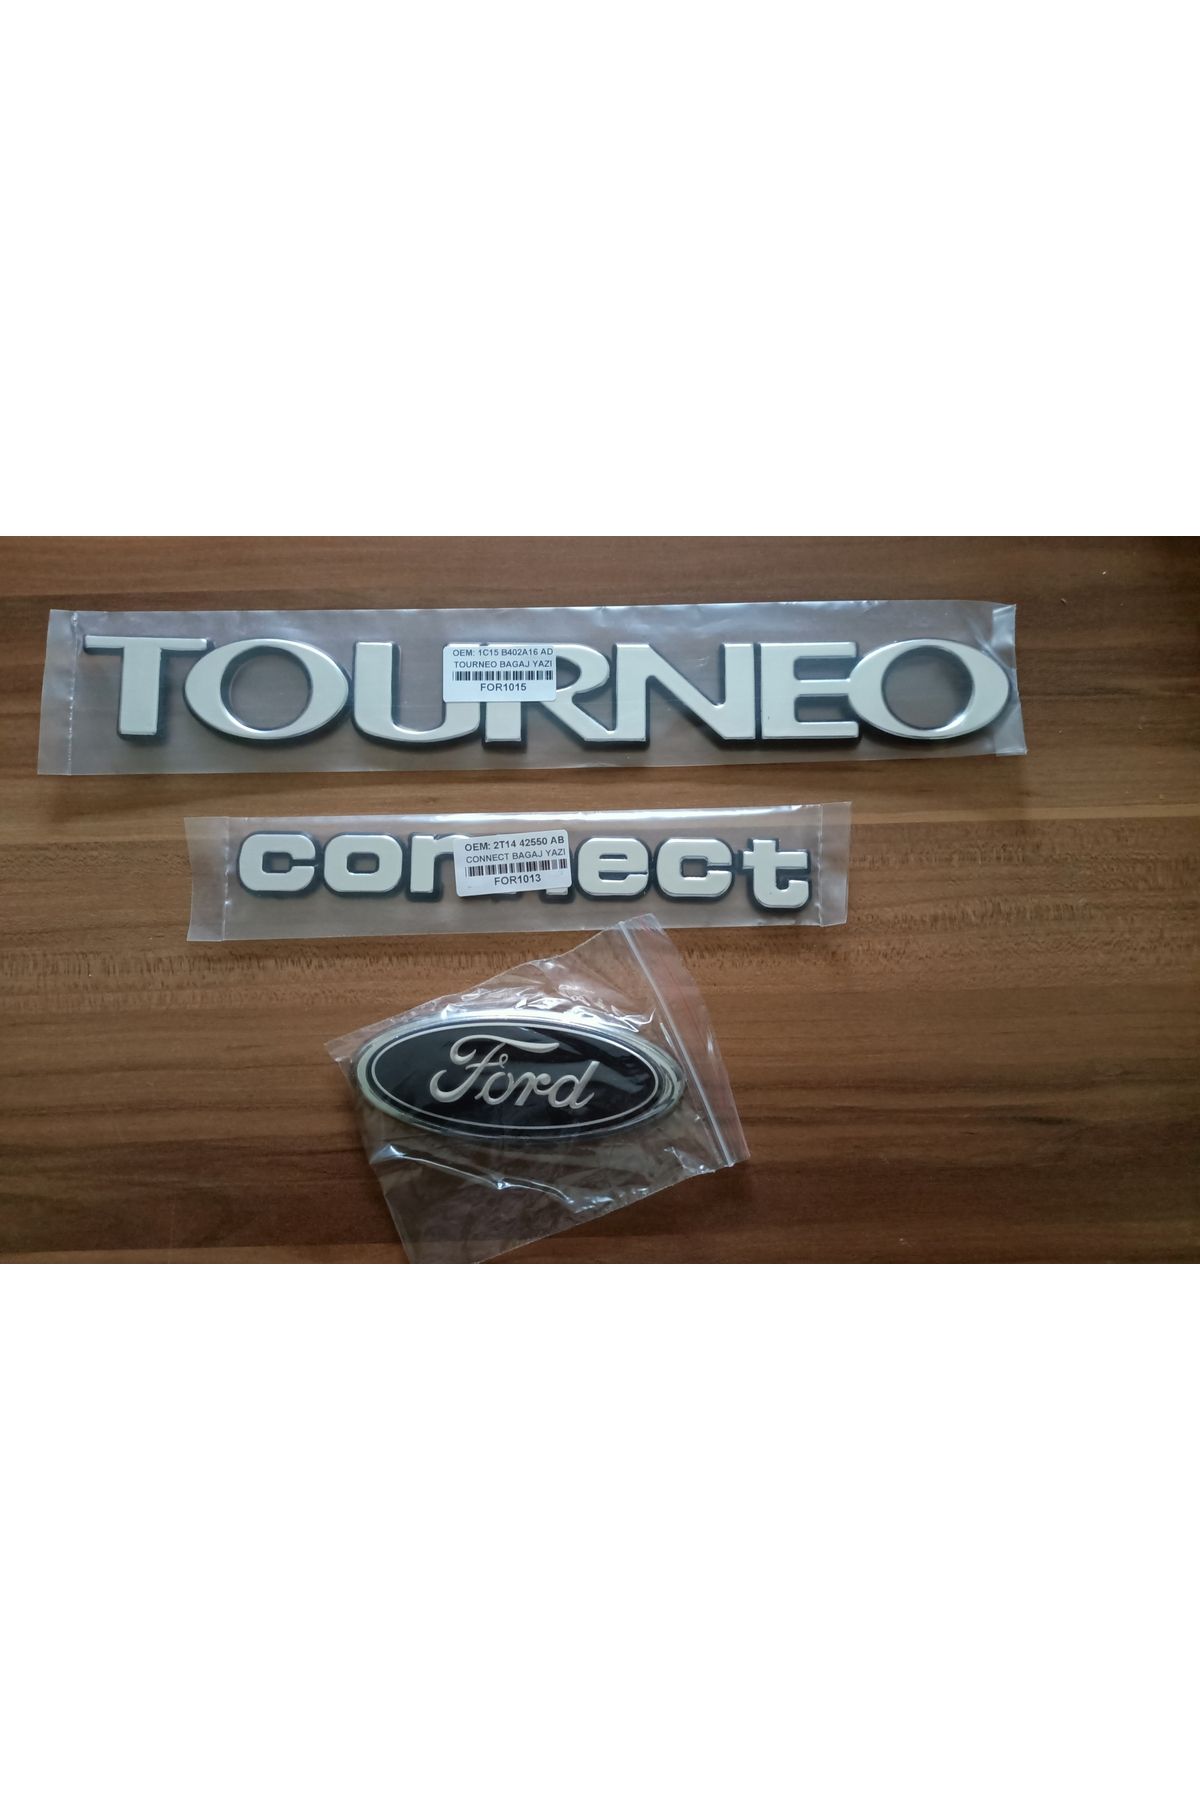 TOURNEO
OEM: 1C15 B402A16 AD
TOURNEO BAGAJ YAZI
FOR1015
connect
OEM: 2T14 42550 AB
CONNECT BAGAJ YAZI
FOR1013
Ford